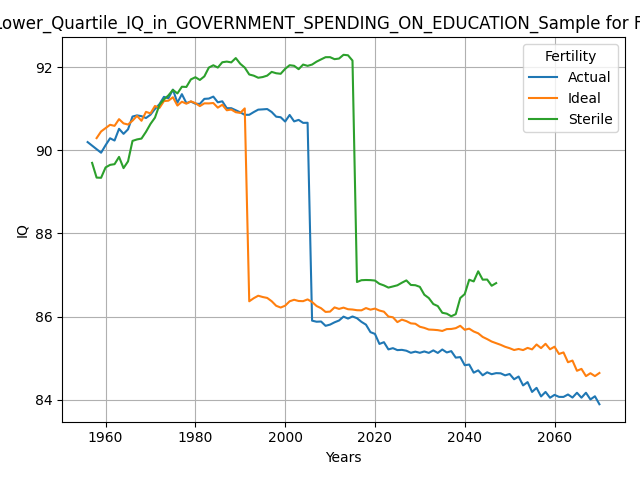 Lower_Quartile_IQ_in_GOVERNMENT_SPENDING_ON_EDUCATION_Sample for F
Fertility
Actual
Ideal
Sterile
IQ
92
90
88
86
84
1960 1980 2000 2020 2040 2060
Years